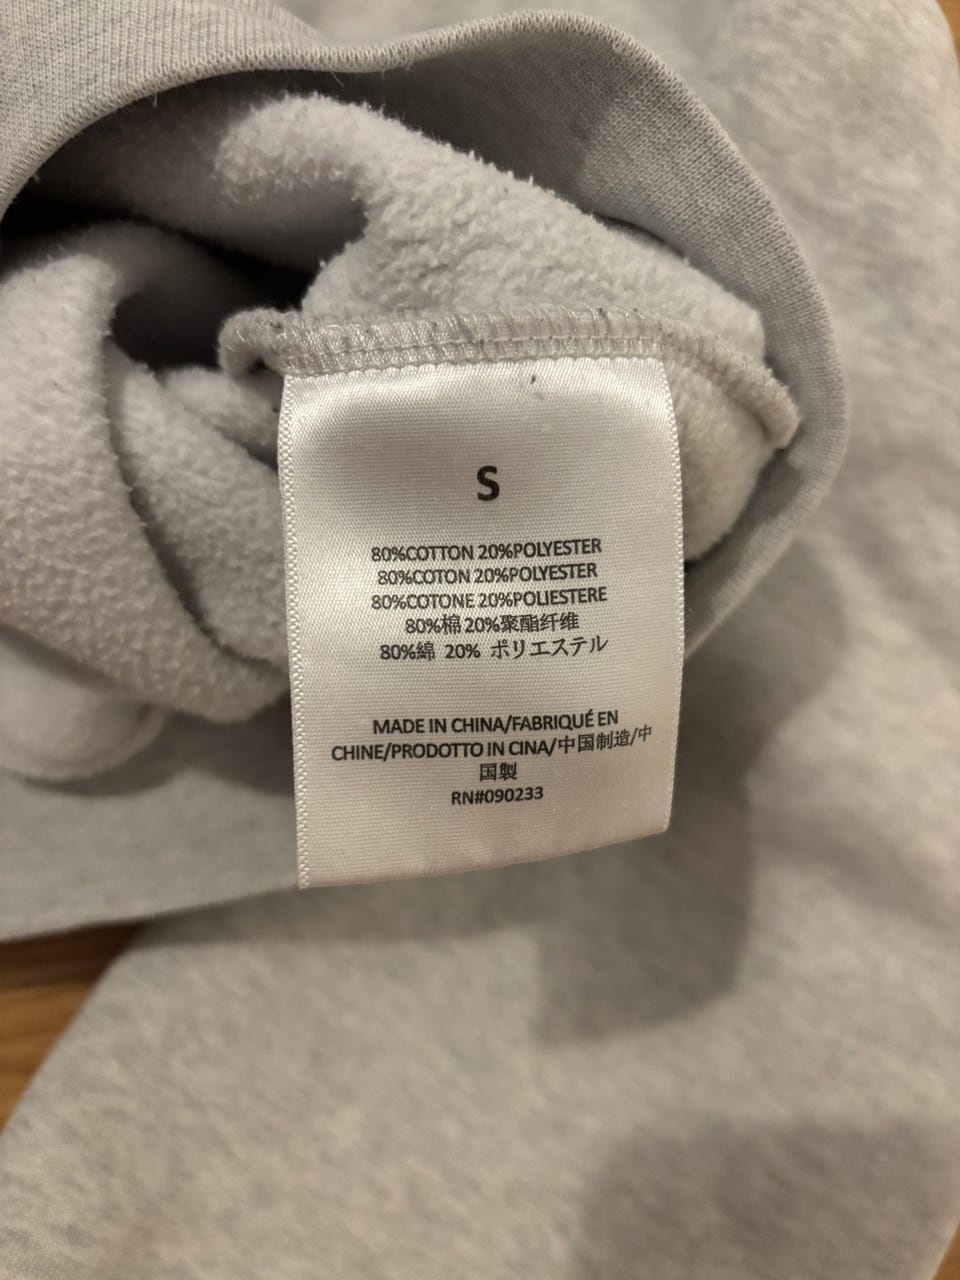 S
80%COTTON 20%POLYESTER
80%COTON 20%POLYESTER
80%COTONE 20%POLIESTERE
80%棉 20%聚酯纤维
80%綿 20% ポリエステル
MADE IN CHINA/FABRIQUÉ EN
CHINE/PRODOTTO IN CINA/中国制造/中
国製
RN#090233